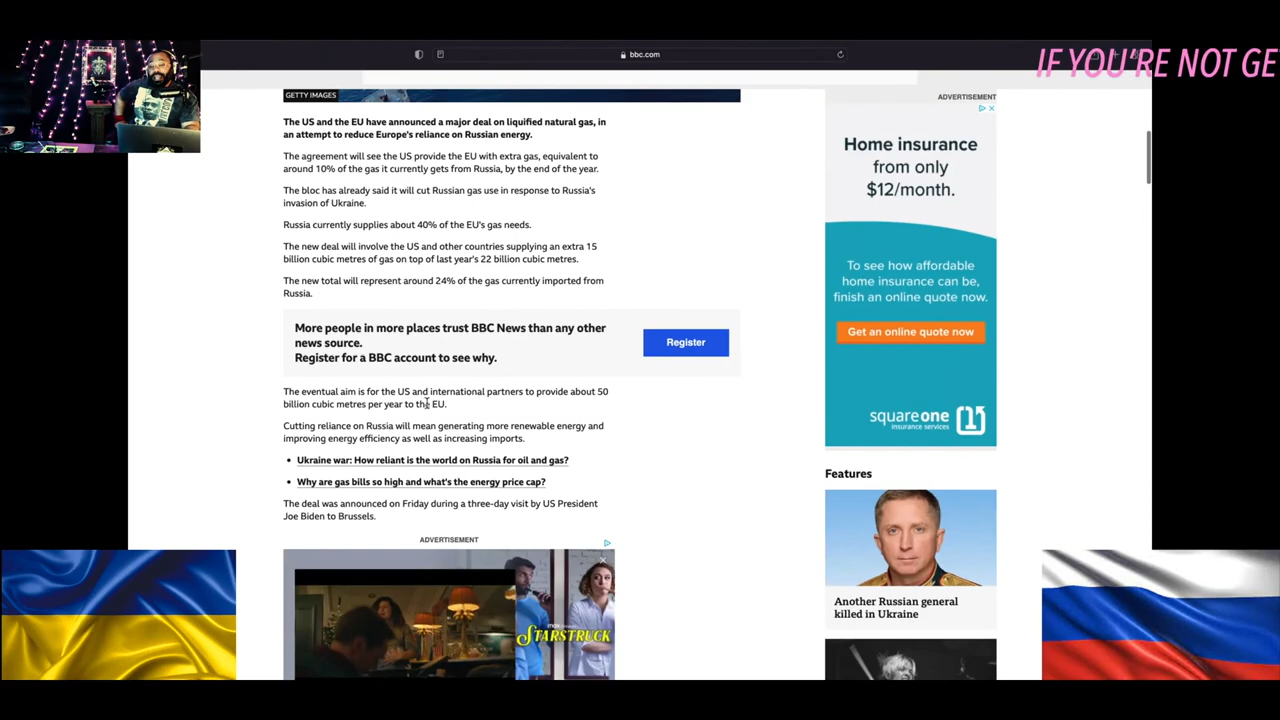 bbc.com
IF YOU'RE NOT GE
GETTY IMAGES
The US and the EU have announced a major deal on liquified natural gas, in
an attempt to reduce Europe's reliance on Russian energy.
The agreement will see the US provide the EU with extra gas, equivalent to
around 10% of the gas it currently gets from Russia, by the end of the year.
The bloc has already said it will cut Russian gas use in response to Russia's
invasion of Ukraine.
Russia currently supplies about 40% of the EU's gas needs.
The new deal will involve the US and other countries supplying an extra 15
billion cubic metres of gas on top of last year's 22 billion cubic metres.
The new total will represent around 24% of the gas currently imported from
Russia.
More people in more places trust BBC News than any other
news source.
Register for a BBC account to see why.
Register
The eventual aim is for the US and international partners to provide about 50
billion cubic metres per year to the EU.
Cutting reliance on Russia will mean generating more renewable energy and
improving energy efficiency as well as increasing imports.
Ukraine war: How reliant is the world on Russia for oil and gas?
Why are gas bills so high and what's the energy price cap?
The deal was announced on Friday during a three-day visit by US President
Joe Biden to Brussels.
ADVERTISEMENT
STARSTRUCK
ADVERTISEMENT
Home insurance
from only
$12/month.
To see how affordable
home insurance can be,
finish an online quote now.
Get an online quote now
squareone
insurance services
Features
Another Russian general
killed in Ukraine